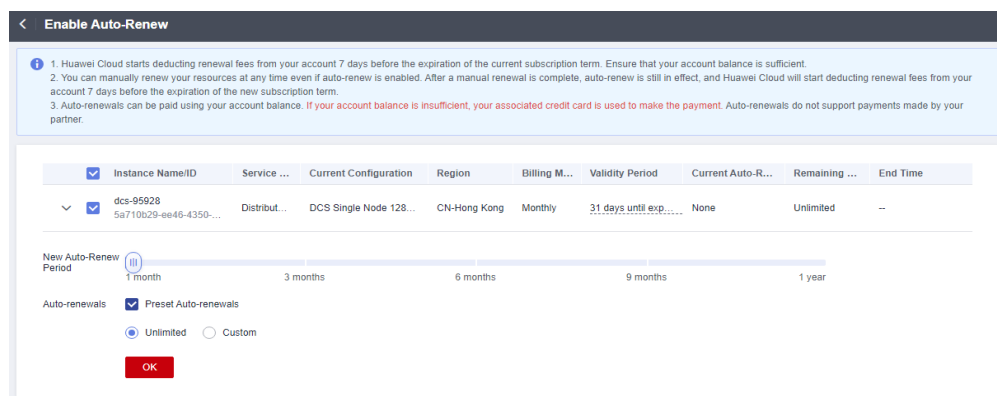 Enable Auto-Renew
1. Huawei Cloud starts deducting renewal fees from your account 7 days before the expiration of the current subscription term. Ensure that your account balance is sufficient.
2. You can manually renew your resources at any time even if auto-renew is enabled. After a manual renewal is complete, auto-renew is still in effect, and Huawei Cloud will start deducting renewal fees from your
account 7 days before the expiration of the new subscription term.
3. Auto-renewals can be paid using your account balance. If your account balance is insufficient, your associated credit card is used to make the payment. Auto-renewals do not support payments made by your
partner.
Instance Name/ID Service ... Current Configuration Region Billing M... Validity Period Current Auto-R... Remaining ... End Time
dcs-95928
5a710b29-ee46-4350-...
Distribut... DCS Single Node 128... CN-Hong Kong Monthly 31 days until exp... None Unlimited --
New Auto-Renew
Period
1 month 3 months 6 months 9 months 1 year
Auto-renewals Preset Auto-renewals
Unlimited Custom
OK